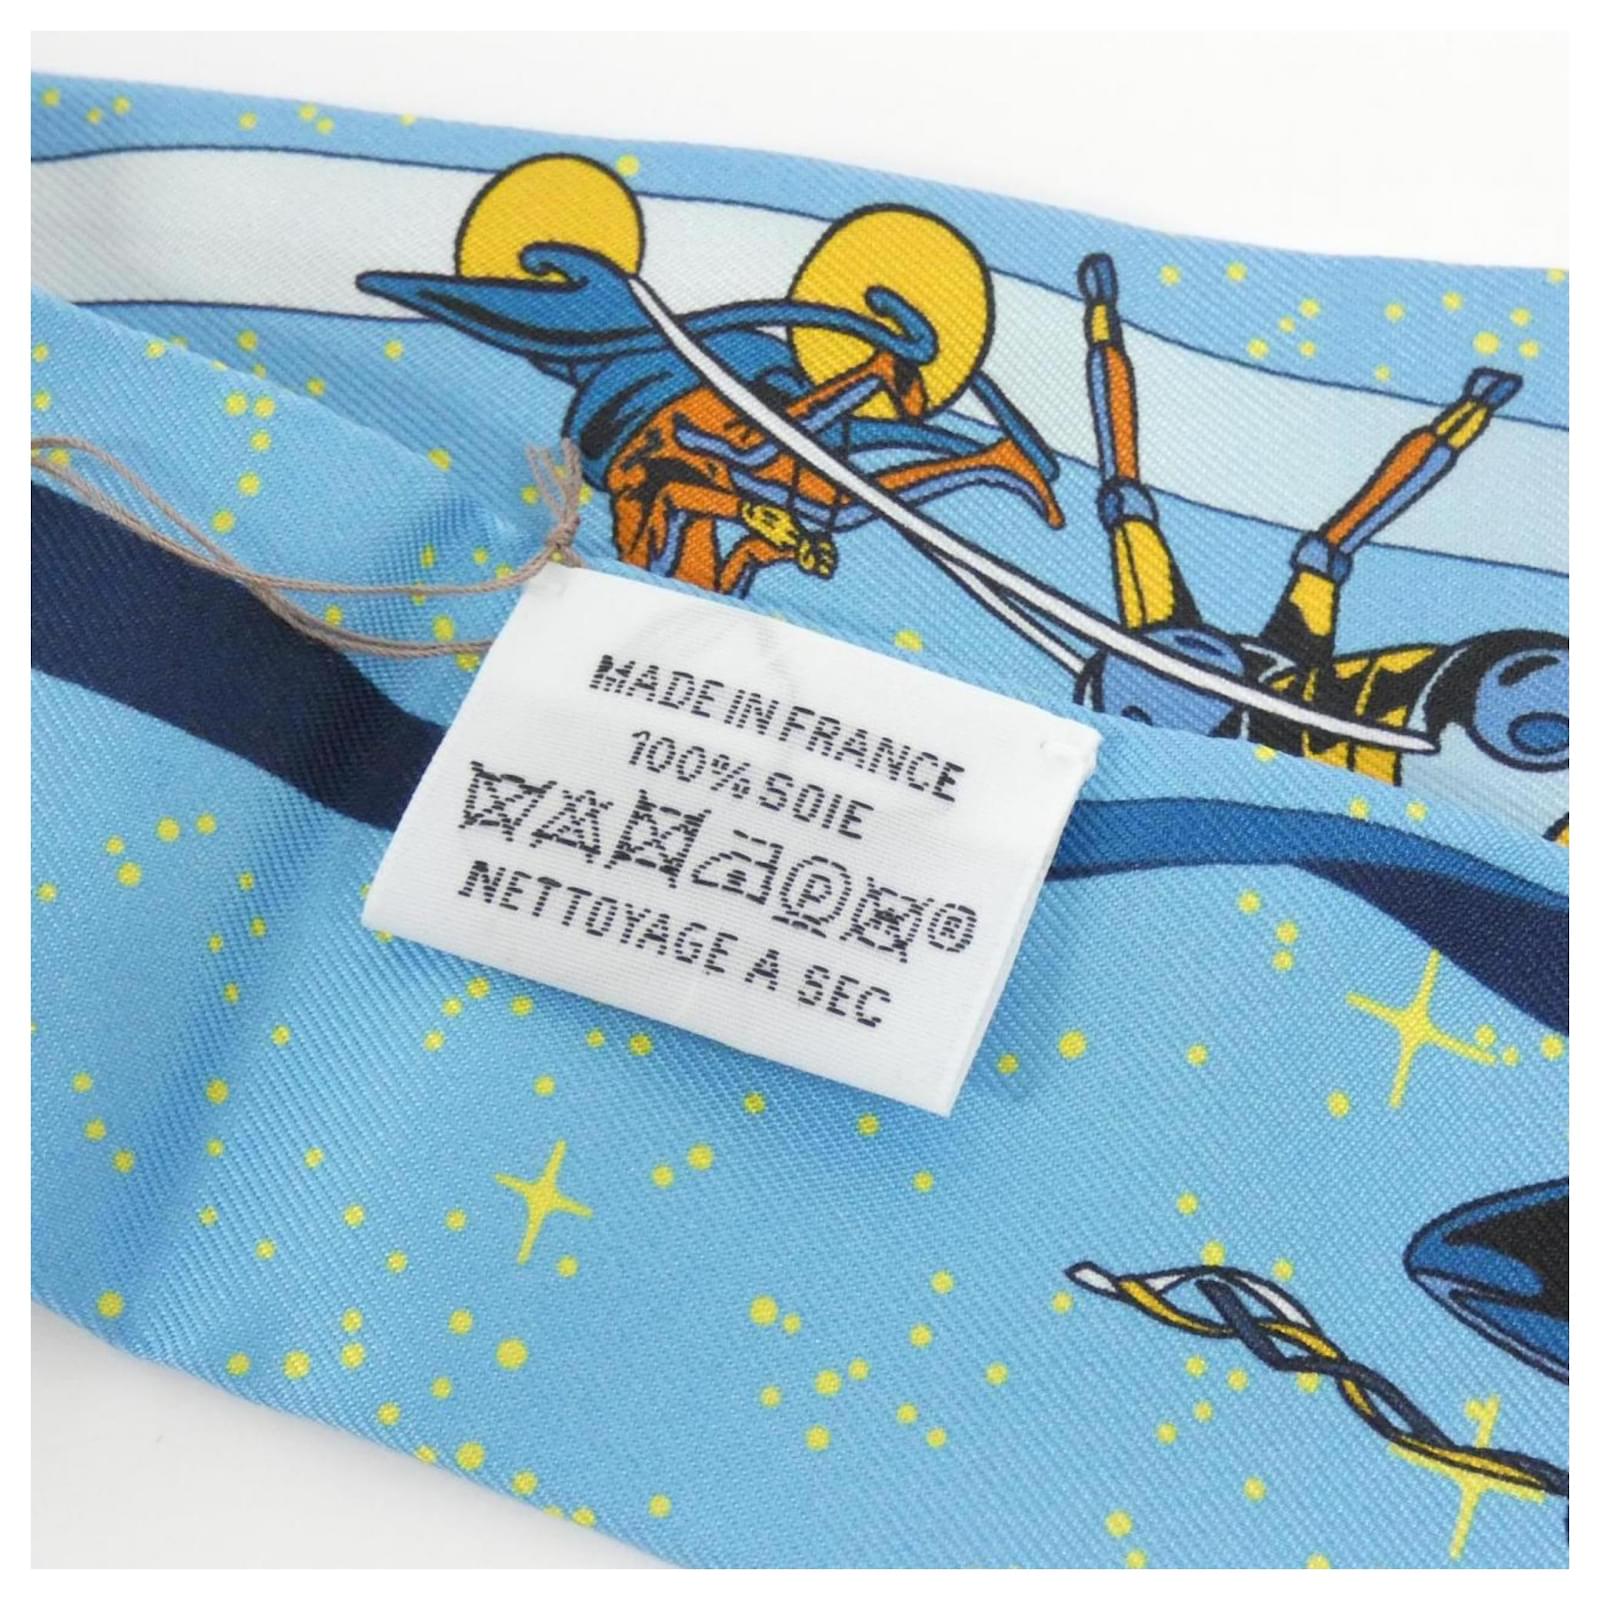 MADE IN FRANCE
100% SOIE
P
NETTOYAGE A SEC